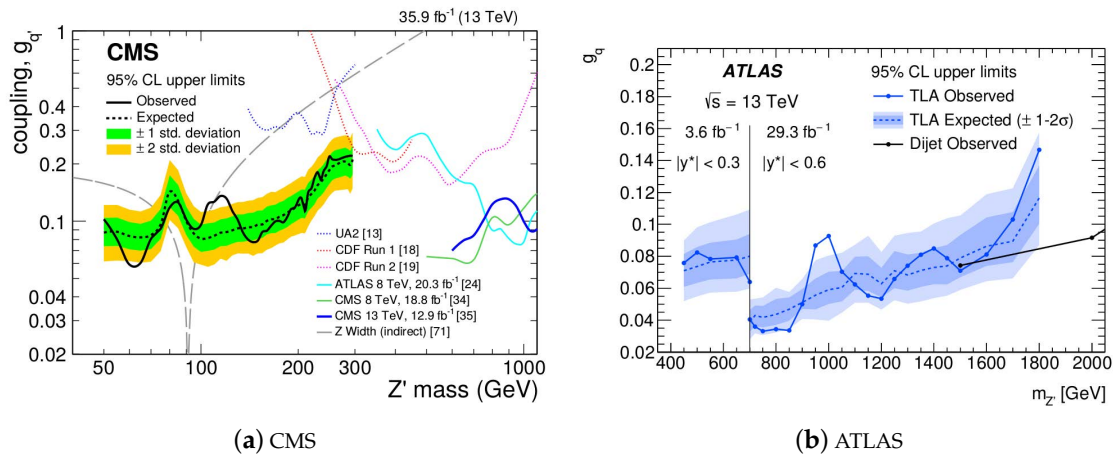 35.9 fb⁻¹ (13 TeV)
coupling, g_q'
1
0.4
0.3
0.2
0.1
0.04
0.03
0.02
CMS
95% CL upper limits
Observed
Expected
± 1 std. deviation
± 2 std. deviation
UA2 [13]
CDF Run 1 [18]
CDF Run 2 [19]
ATLAS 8 TeV, 20.3 fb⁻¹ [24]
CMS 8 TeV, 18.8 fb⁻¹ [34]
CMS 13 TeV, 12.9 fb⁻¹ [35]
Z Width (indirect) [71]
50 100 200 300 1000
Z' mass (GeV)
(a) CMS
g_q
0.2
0.18
0.16
0.14
0.12
0.1
0.08
0.06
0.04
0.02
ATLAS
√s = 13 TeV
3.6 fb⁻¹ 29.3 fb⁻¹
|y*| < 0.3 |y*| < 0.6
95% CL upper limits
TLA Observed
TLA Expected (± 1-2σ)
Dijet Observed
400 600 800 1000 1200 1400 1600 1800 2000
m_Z' [GeV]
(b) ATLAS